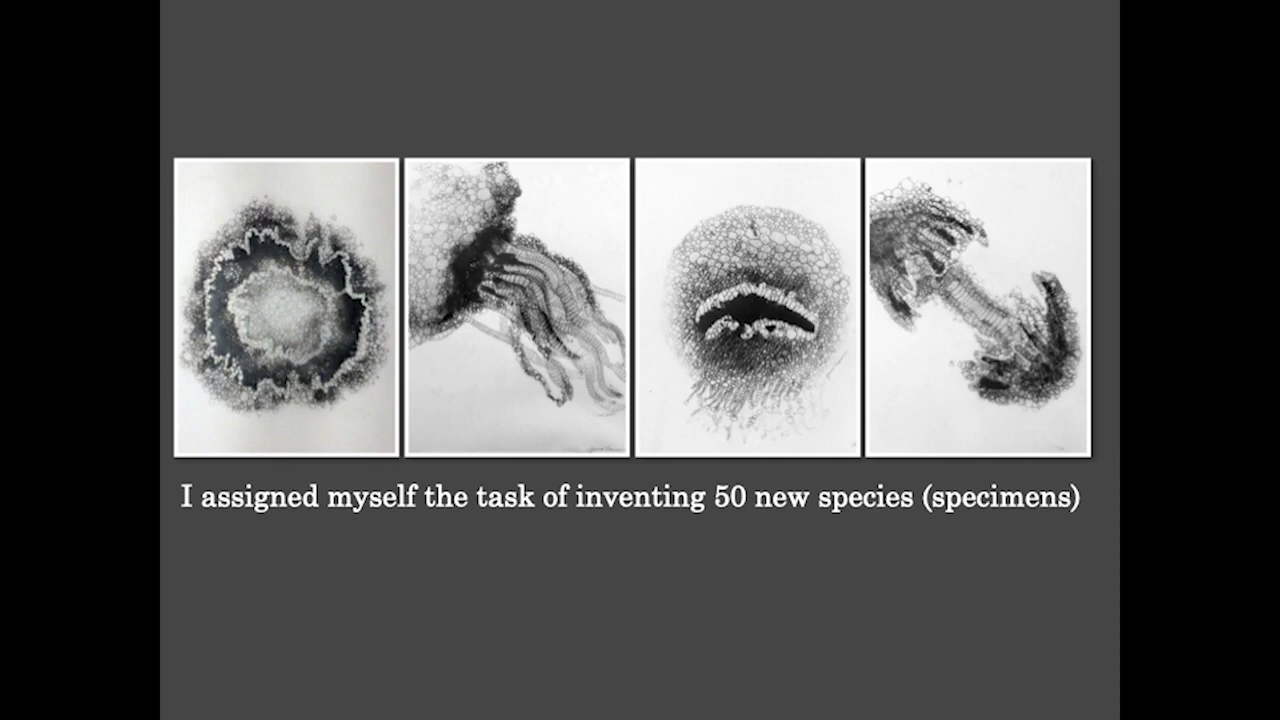 I assigned myself the task of inventing 50 new species (specimens)